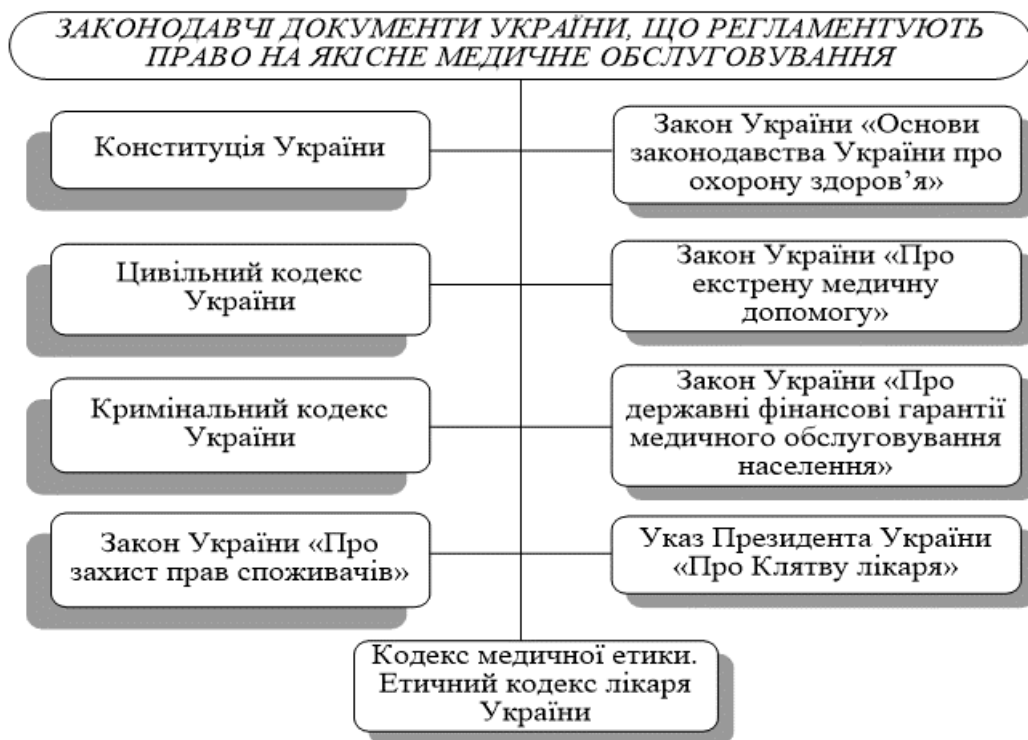 ЗАКОНОДАВЧІ ДОКУМЕНТИ УКРАЇНИ, ЩО РЕГЛАМЕНТУЮТЬ
ПРАВО НА ЯКІСНЕ МЕДИЧНЕ ОБСЛУГОВУВАННЯ
Конституція України
Закон України «Основи
законодавства України про
охорону здоров’я»
Цивільний кодекс
України
Закон України «Про
екстрену медичну
допомогу»
Кримінальний кодекс
України
Закон України «Про
державні фінансові гарантії
медичного обслуговування
населення»
Закон України «Про
захист прав споживачів»
Указ Президента України
«Про Клятву лікаря»
Кодекс медичної етики.
Етичний кодекс лікаря
України